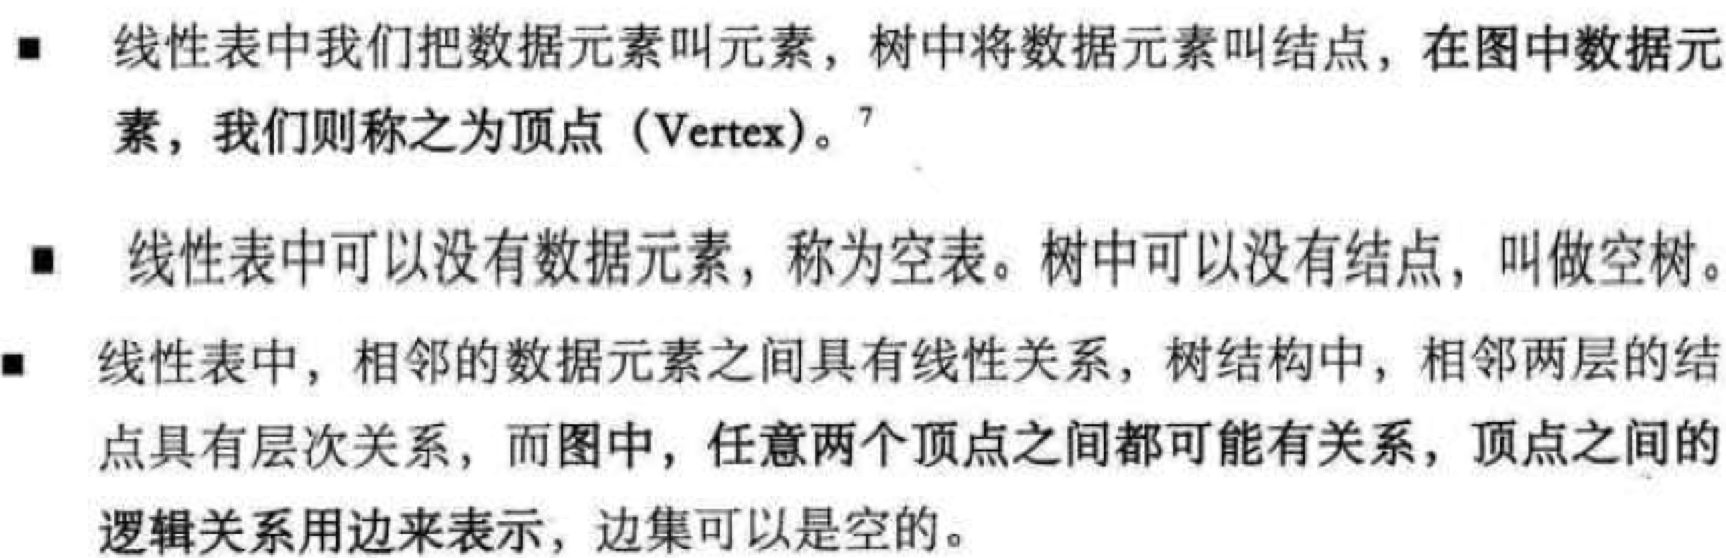 ▪ 线性表中我们把数据元素叫元素，树中将数据元素叫结点，在图中数据元
素，我们则称之为顶点（Vertex）。7
▪ 线性表中可以没有数据元素，称为空表。树中可以没有结点，叫做空树。
▪ 线性表中，相邻的数据元素之间具有线性关系，树结构中，相邻两层的结
点具有层次关系，而图中，任意两个顶点之间都可能有关系，顶点之间的
逻辑关系用边来表示，边集可以是空的。